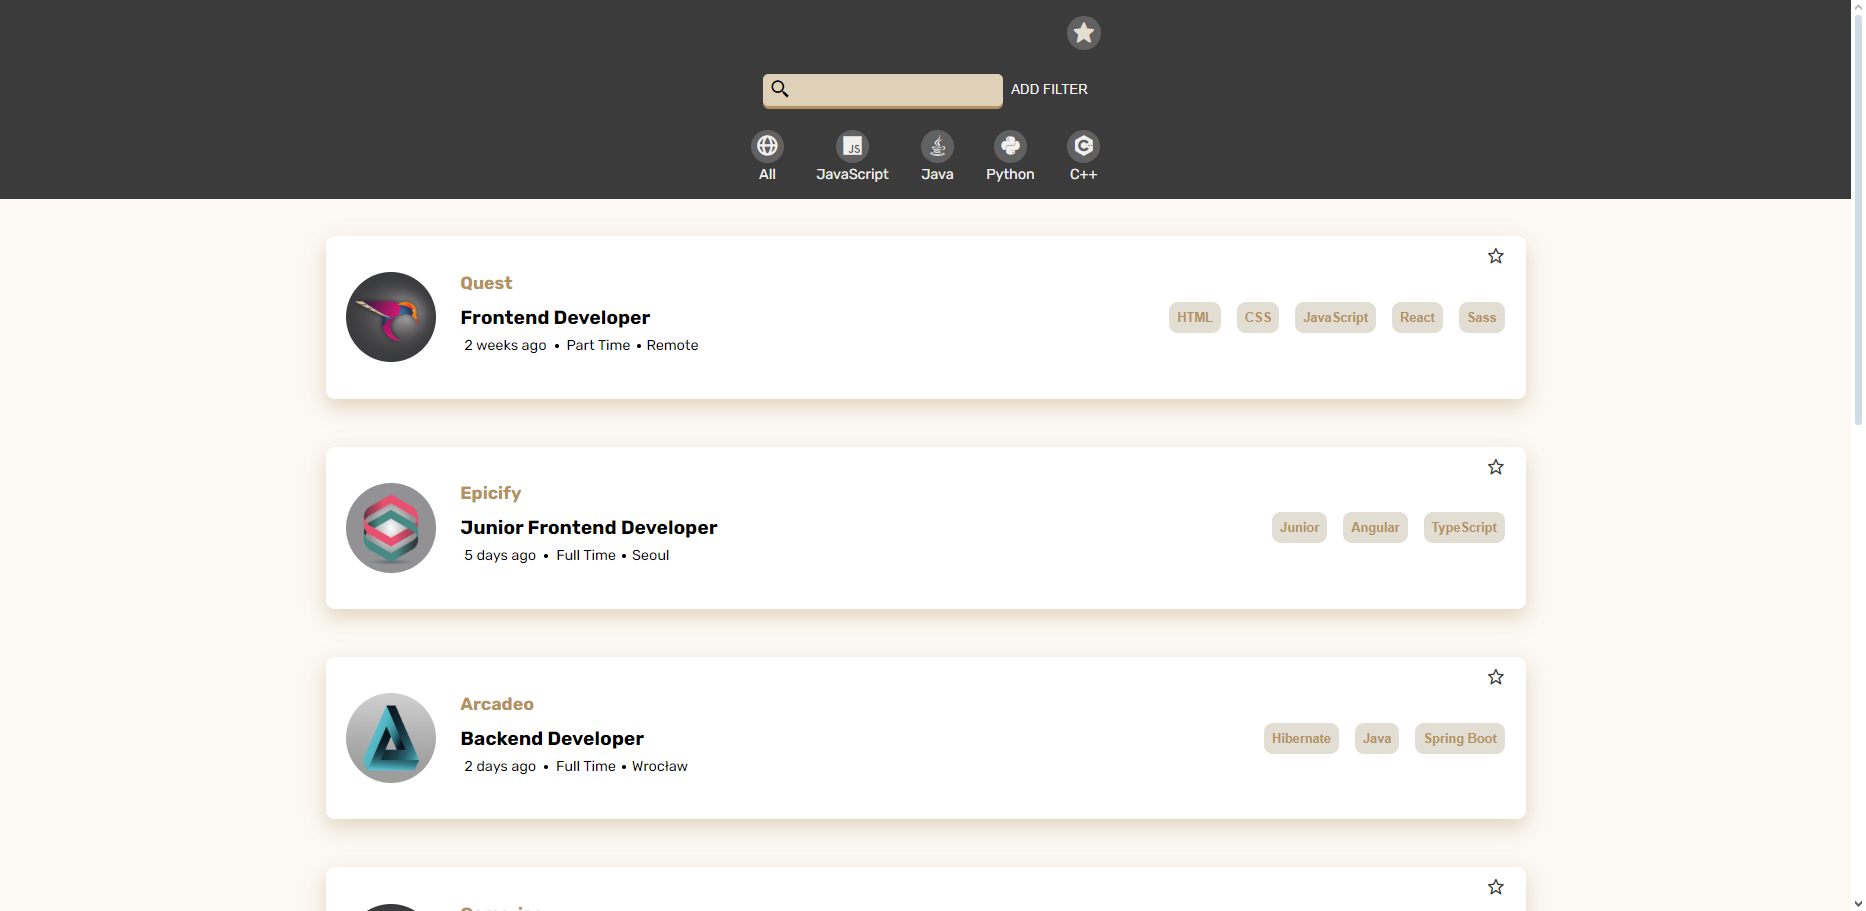 ADD FILTER
All JavaScript Java Python C++
Quest
Frontend Developer
2 weeks ago • Part Time • Remote
HTML CSS JavaScript React Sass
Epicify
Junior Frontend Developer
5 days ago • Full Time • Seoul
Junior Angular TypeScript
Arcadeo
Backend Developer
2 days ago • Full Time • Wrocław
Hibernate Java Spring Boot